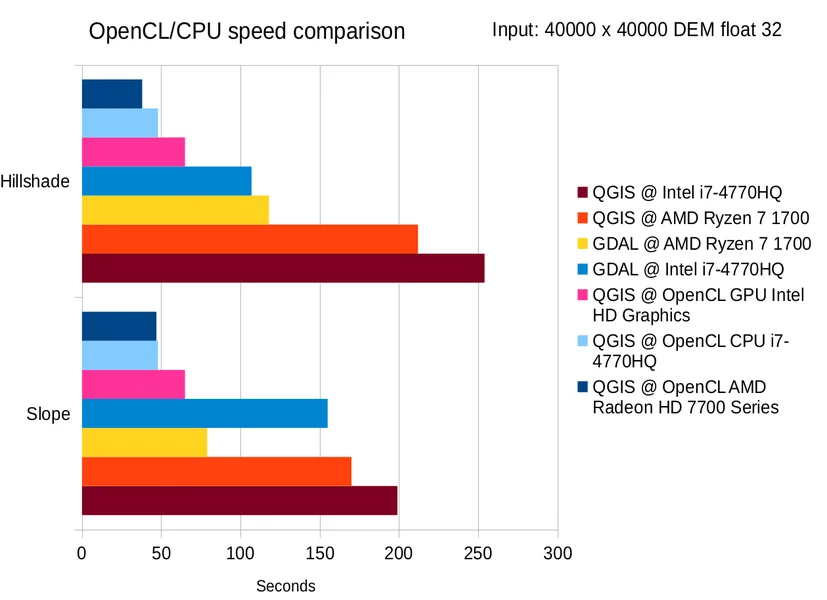 OpenCL/CPU speed comparison
Input: 40000 x 40000 DEM float 32
Hillshade
Slope
QGIS @ Intel i7-4770HQ
QGIS @ AMD Ryzen 7 1700
GDAL @ AMD Ryzen 7 1700
GDAL @ Intel i7-4770HQ
QGIS @ OpenCL GPU Intel
HD Graphics
QGIS @ OpenCL CPU i7-
4770HQ
QGIS @ OpenCL AMD
Radeon HD 7700 Series
0 50 100 150 200 250 300
Seconds